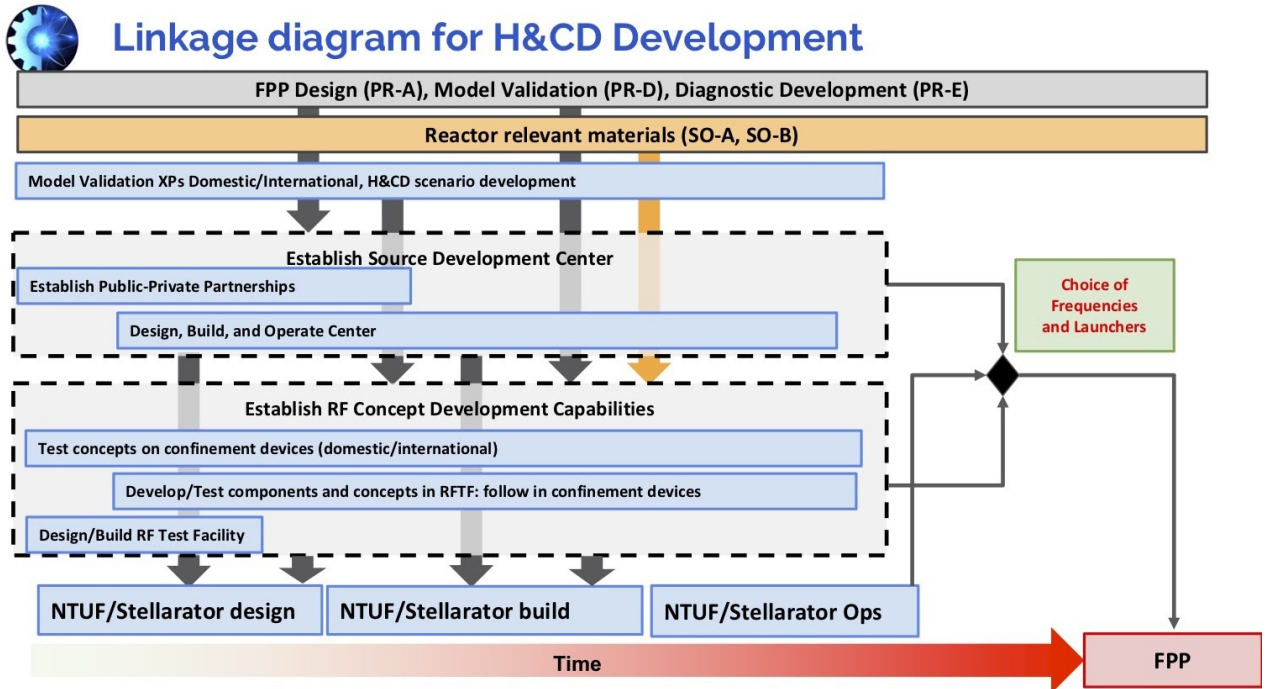 Linkage diagram for H&CD Development
FPP Design (PR-A), Model Validation (PR-D), Diagnostic Development (PR-E)
Reactor relevant materials (SO-A, SO-B)
Model Validation XPs Domestic/International, H&CD scenario development
Establish Source Development Center
Establish Public-Private Partnerships
Design, Build, and Operate Center
Choice of
Frequencies
and Launchers
Establish RF Concept Development Capabilities
Test concepts on confinement devices (domestic/international)
Develop/Test components and concepts in RFTF: follow in confinement devices
Design/Build RF Test Facility
NTUF/Stellarator design
NTUF/Stellarator build
NTUF/Stellarator Ops
Time
FPP